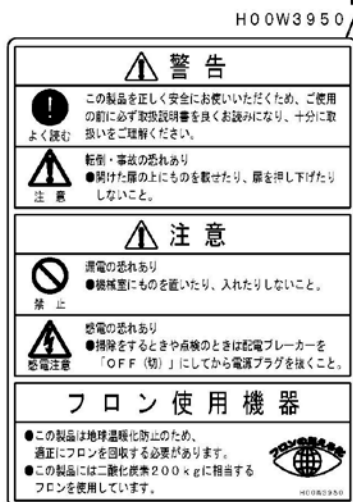 H00W3950
警告
この製品を正しく安全にお使いいただくため、ご使用
の前に必ず取扱説明書を良くお読みになり、十分に取
扱いをご理解ください。
よく読む
転倒・事故の恐れあり
●開けた扉の上にものを載せたり、扉を押し下げたり
しないこと。
注意
注意
漏電の恐れあり
●機械室にものを置いたり、入れたりしないこと。
禁止
感電の恐れあり
●掃除をするときや点検のときは配電ブレーカーを
「OFF(切)」にしてから電源プラグを抜くこと。
感電注意
フロン使用機器
●この製品は地球温暖化防止のため、
適正にフロンを回収する必要があります。
●この製品には二酸化炭素200kgに相当する
フロンを使用しています。
フロンの見える化